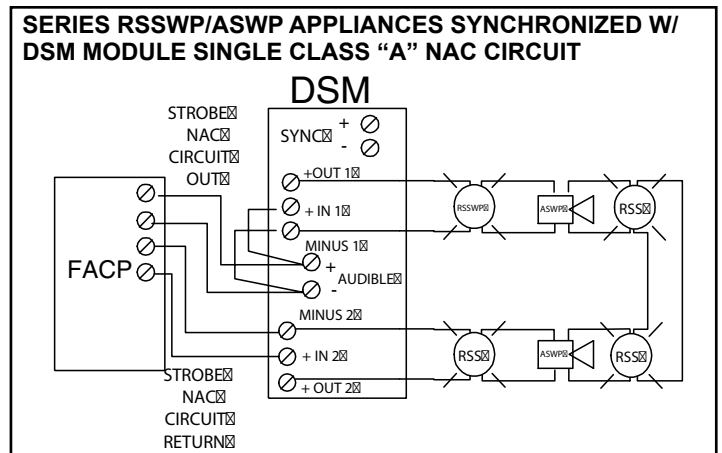 SERIES RSSWP/ASWP APPLIANCES SYNCHRONIZED W/
DSM MODULE SINGLE CLASS “A” NAC CIRCUIT
DSM
STROBE
NAC
CIRCUIT
OUT
SYNC
+
-
+OUT 1
+ IN 1
MINUS 1
+
AUDIBLE
-
MINUS 2
+ IN 2
+ OUT 2
FACP
STROBE
NAC
CIRCUIT
RETURN
RSSWP
ASWP
RSS
RSS
ASWP
RSS